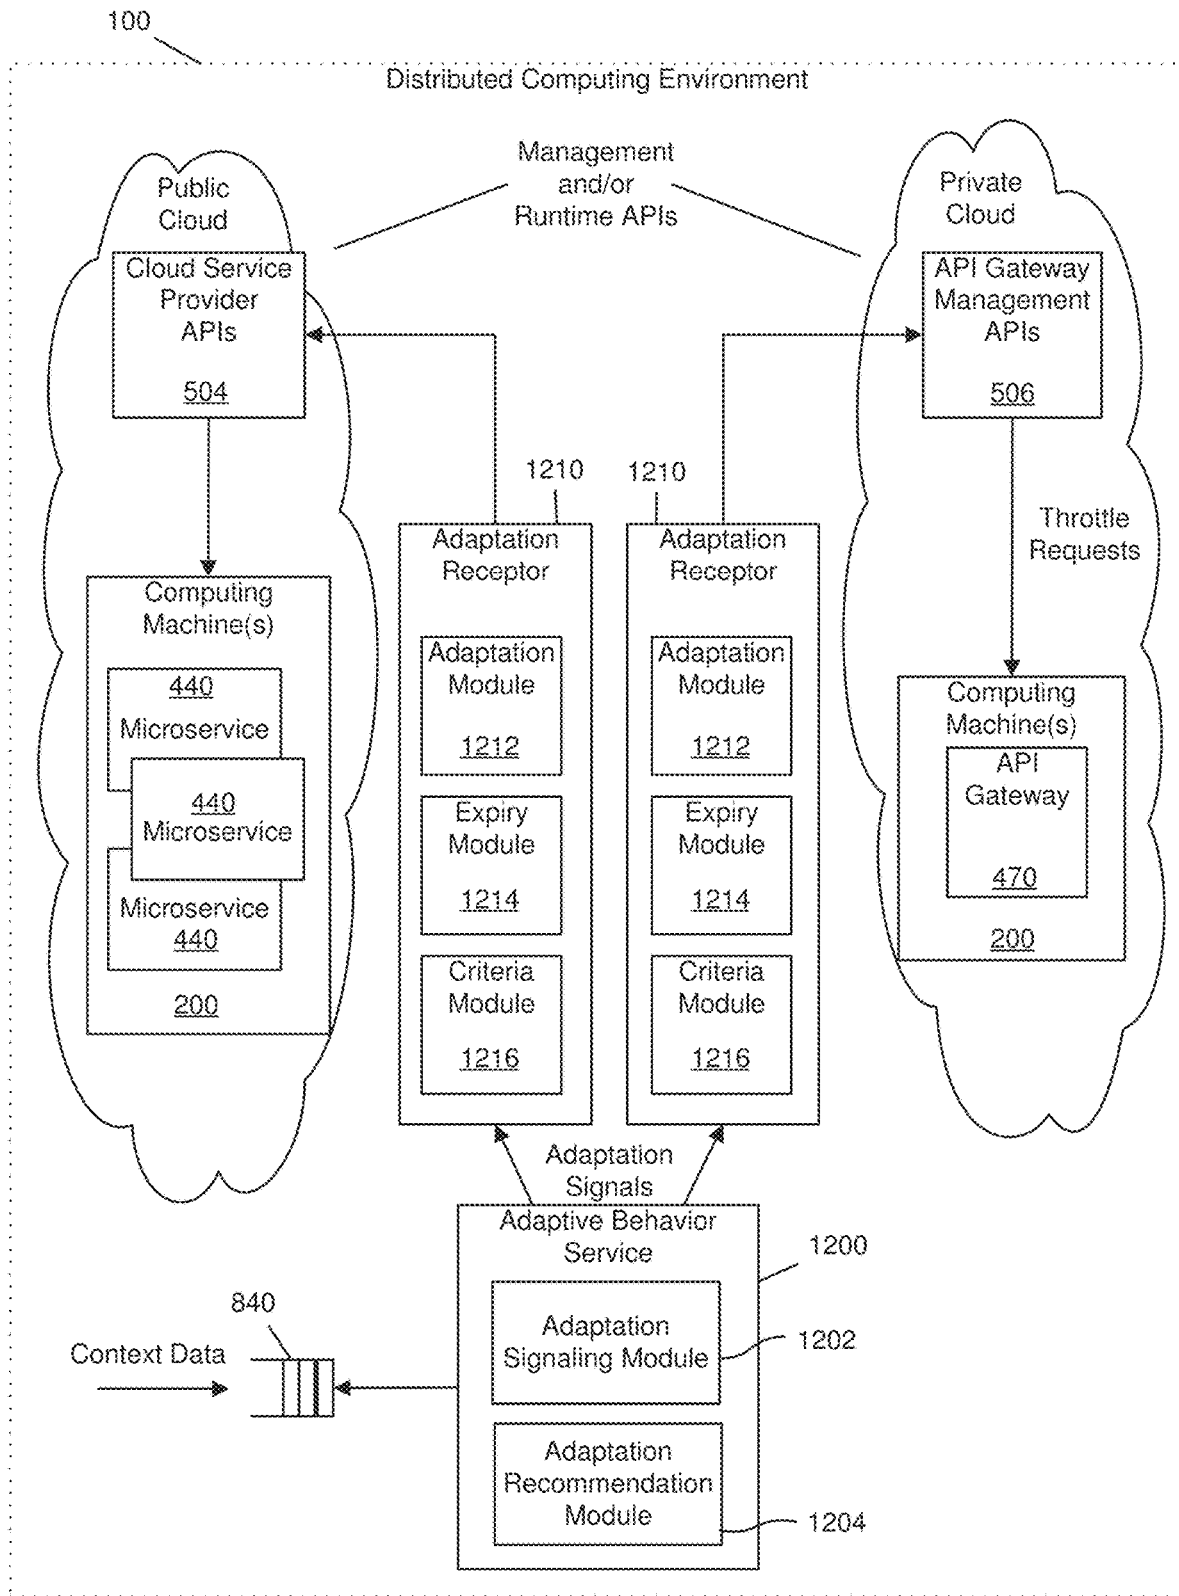 100
Distributed Computing Environment
Management
and/or
Runtime APIs
Public
Cloud
Cloud Service
Provider
APIs
504
Private
Cloud
API Gateway
Management
APIs
506
Throttle
Requests
Computing
Machine(s)
440
Microservice
440
Microservice
Microservice
440
200
1210
Adaptation
Receptor
Adaptation
Module
1212
Expiry
Module
1214
Criteria
Module
1216
1210
Adaptation
Receptor
Adaptation
Module
1212
Expiry
Module
1214
Criteria
Module
1216
Computing
Machine(s)
API
Gateway
470
200
Adaptation
Signals
Adaptive Behavior
Service
1200
Adaptation
Signaling Module
1202
Adaptation
Recommendation
Module
1204
840
Context Data